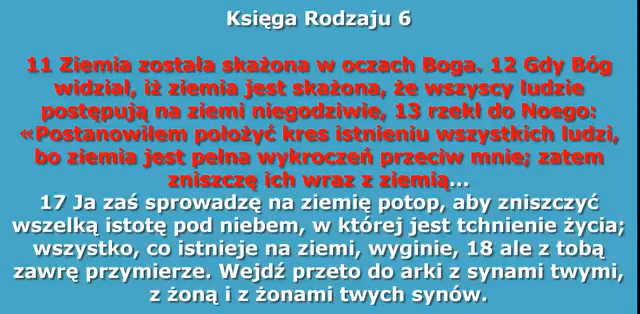 Księga Rodzaju 6
11 Ziemia została skażona w oczach Boga. 12 Gdy Bóg
widział, iż ziemia jest skażona, że wszyscy ludzie
postępują na ziemi niegodziwie, 13 rzekł do Noego:
«Postanowiłem położyć kres istnieniu wszystkich ludzi,
bo ziemia jest pełna wykroczeń przeciw mnie; zatem
zniszczę ich wraz z ziemią...
17 Ja zaś sprowadzę na ziemię potop, aby zniszczyć
wszelką istotę pod niebem, w której jest tchnienie życia;
wszystko, co istnieje na ziemi, wyginie, 18 ale z tobą
zawrę przymierze. Wejdź przeto do arki z synami twymi,
z żoną i z żonami twych synów.